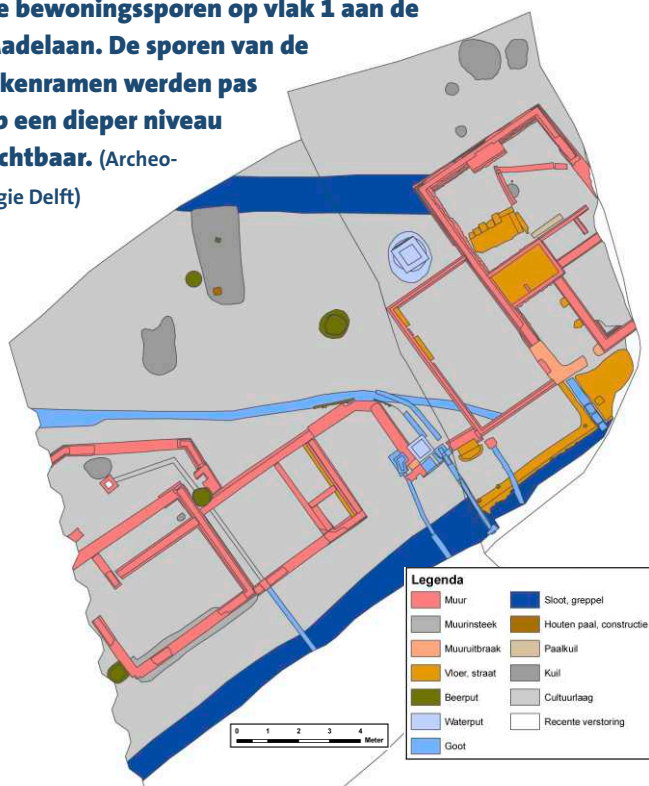 e bewoningssporen op vlak 1 aan de
adelaan. De sporen van de
kenramen werden pas
een dieper niveau
chtbaar. (Archeo-
gie Delft)
Legenda
Muur
Muurinsteek
Muuruitbraak
Vloer, straat
Beerput
Waterput
Goot
Sloot, greppel
Houten paal, constructie
Paalkuil
Kuil
Cultuurlaag
Recente verstoring
0 1 2 3 4
Meter